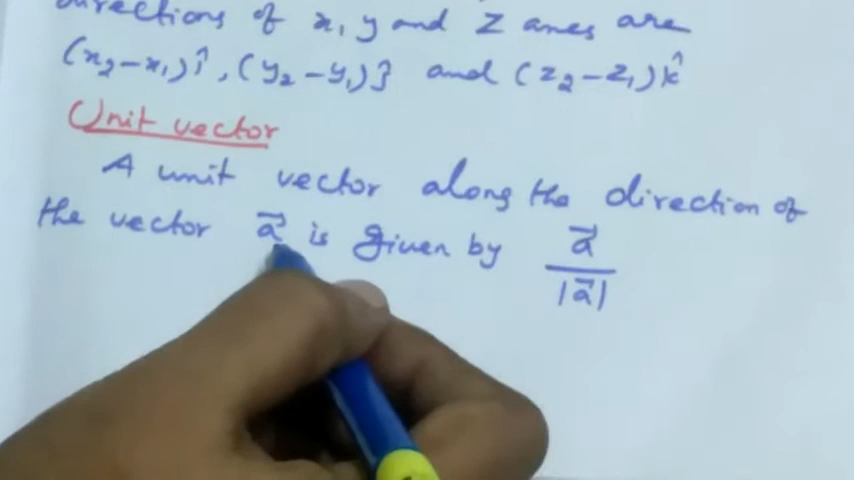 directions of x, y and z axes are
(x₂-x₁)î, (y₂-y₁)ĵ and (z₂-z₁)k̂
Unit vector
A unit vector along the direction of
the vector a⃗ is given by a⃗/|a⃗|